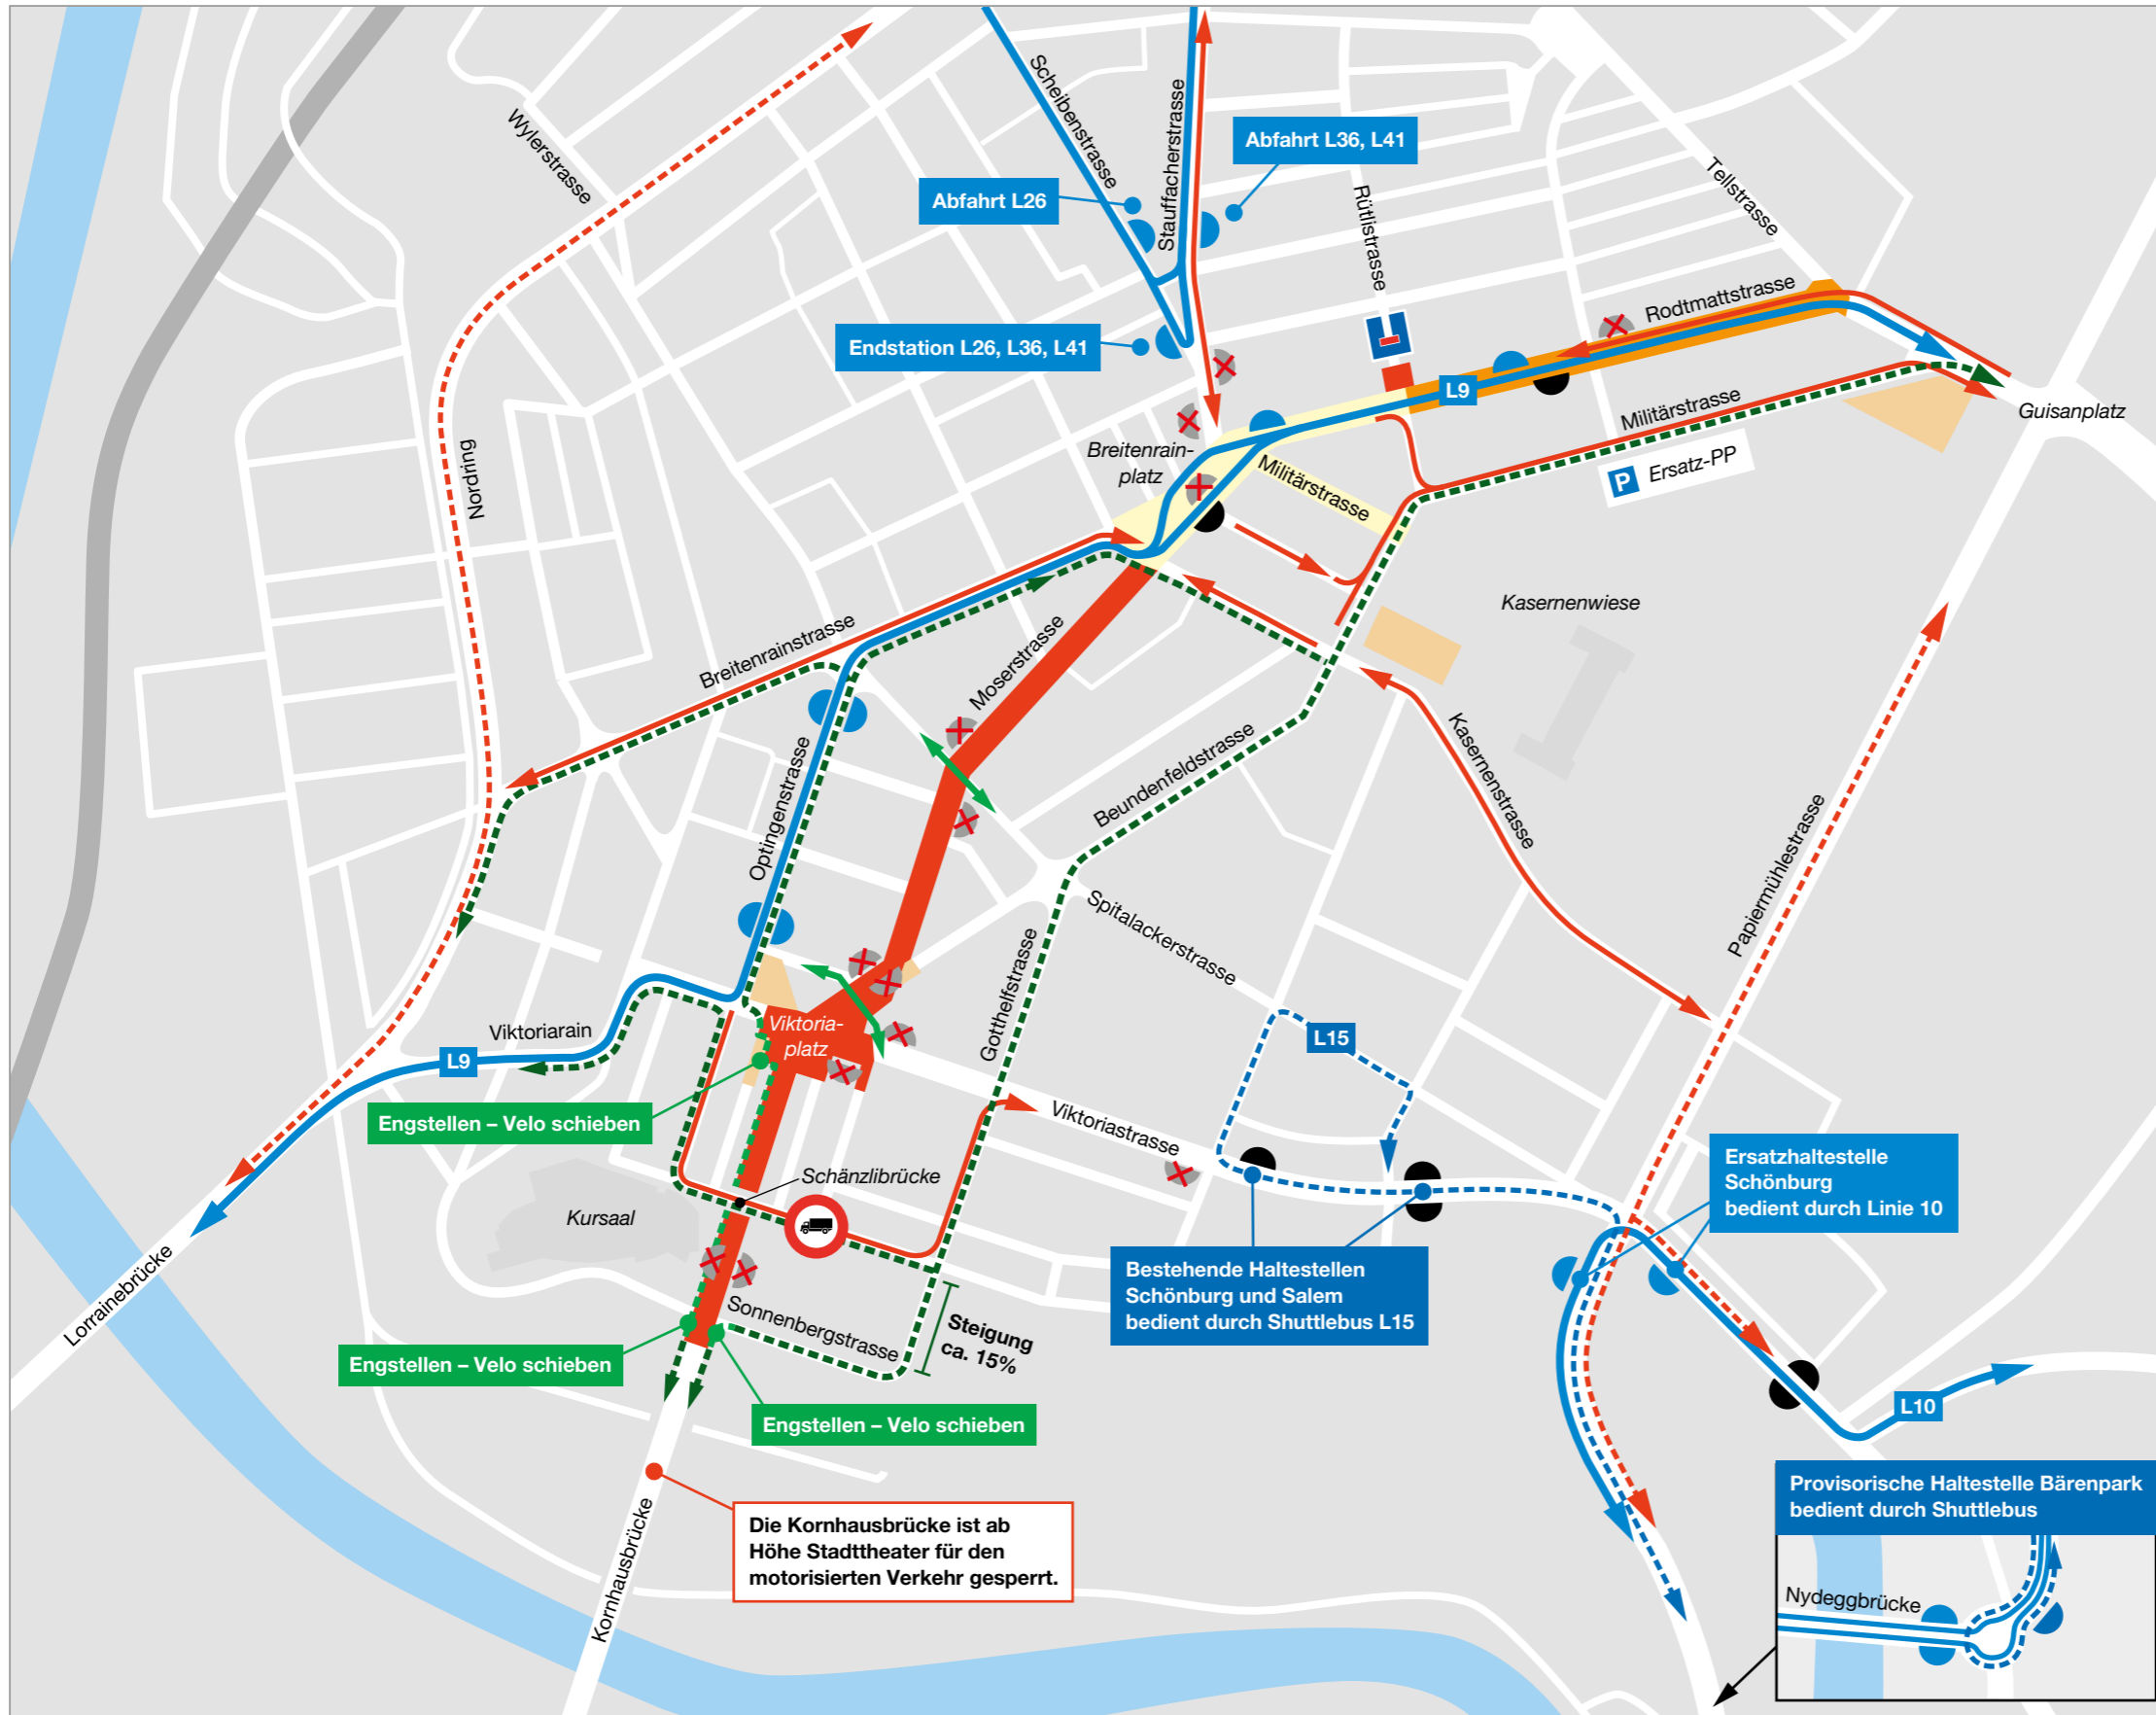 Scheibenstrasse
Stauffacherstrasse
Abfahrt L36, L41
Wylerstrasse
Abfahrt L26
Tellstrasse
Rütlistrasse
Endstation L26, L36, L41
Rodtmattstrasse
L9
Militärstrasse
Guisanplatz
Nordring
Breitenrain-
platz
Militärstrasse
P Ersatz-PP
Kasernenwiese
Breitenrainstrasse
Moserstrasse
Kasernenstrasse
Beundenfeldstrasse
Optingenstrasse
Papiermühlestrasse
Spitalackerstrasse
Gotthelfstrasse
Viktoriarain
Viktoria-
platz
L15
L9
Engstellen – Velo schieben
Viktoriastrasse
Schänzlibrücke
Kursaal
Ersatzhaltestelle
Schönburg
bedient durch Linie 10
Lorrainebrücke
Bestehende Haltestellen
Schönburg und Salem
bedient durch Shuttlebus L15
Sonnenbergstrasse
Steigung
ca. 15%
Engstellen – Velo schieben
Engstellen – Velo schieben
L10
Provisorische Haltestelle Bärenpark
bedient durch Shuttlebus
Die Kornhausbrücke ist ab
Höhe Stadttheater für den
motorisierten Verkehr gesperrt.
Kornhausbrücke
Nydeggbrücke